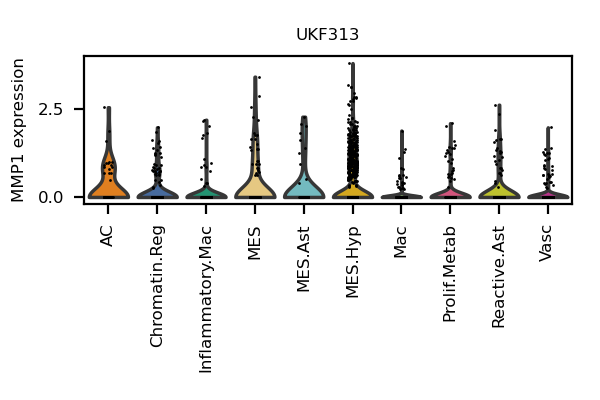 UKF313
MMP1 expression
2.5
0.0
AC
Chromatin.Reg
Inflammatory.Mac
MES
MES.Ast
MES.Hyp
Mac
Prolif.Metab
Reactive.Ast
Vasc